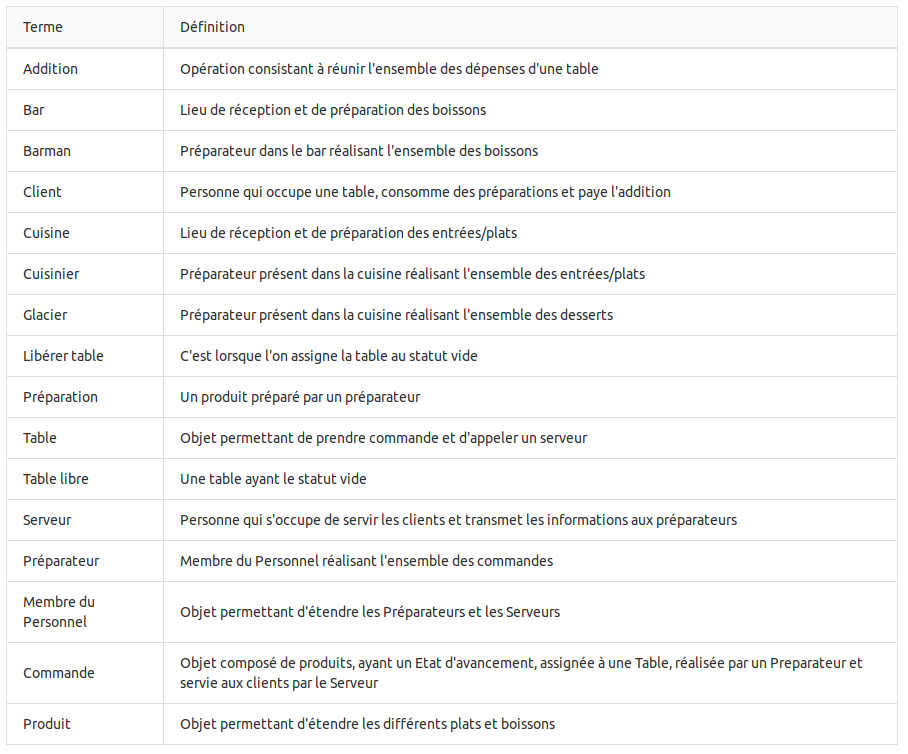 Terme Définition
Addition Opération consistant à réunir l'ensemble des dépenses d'une table
Bar Lieu de réception et de préparation des boissons
Barman Préparateur dans le bar réalisant l'ensemble des boissons
Client Personne qui occupe une table, consomme des préparations et paye l'addition
Cuisine Lieu de réception et de préparation des entrées/plats
Cuisinier Préparateur présent dans la cuisine réalisant l'ensemble des entrées/plats
Glacier Préparateur présent dans la cuisine réalisant l'ensemble des desserts
Libérer table C'est lorsque l'on assigne la table au statut vide
Préparation Un produit préparé par un préparateur
Table Objet permettant de prendre commande et d'appeler un serveur
Table libre Une table ayant le statut vide
Serveur Personne qui s'occupe de servir les clients et transmet les informations aux préparateurs
Préparateur Membre du Personnel réalisant l'ensemble des commandes
Membre du
Personnel
Objet permettant d'étendre les Préparateurs et les Serveurs
Commande
Objet composé de produits, ayant un Etat d'avancement, assignée à une Table, réalisée par un Preparateur et
servie aux clients par le Serveur
Produit Objet permettant d'étendre les différents plats et boissons